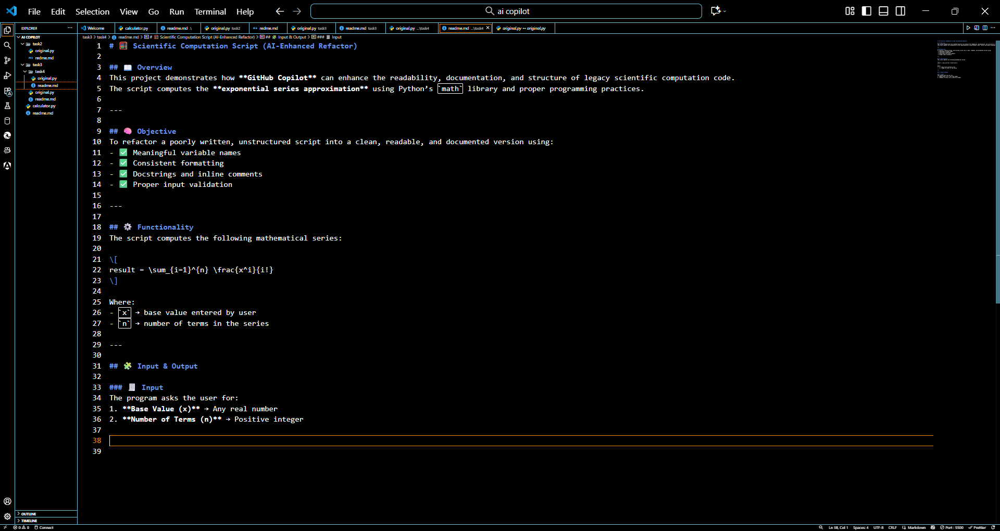 File Edit Selection View Go Run Terminal Help
ai copilot
EXPLORER
Welcome
calculator.py
readme.md .\
original.py task2
redme.md
original.py task3
readme.md task3
original.py ...\task4
readme.md ...\task4
original.py ↔ original.py
AI COPILOT
task2
original.py
redme.md
task3
task4
original.py
readme.md
original.py
readme.md
calculator.py
readme.md
OUTLINE
TIMELINE
task3 > task4 > readme.md > # 🧮 Scientific Computation Script (AI-Enhanced Refactor) > ## 🧩 Input & Output > ### 🧾 Input
1 # 🧮 Scientific Computation Script (AI-Enhanced Refactor)
2
3 ## 📖 Overview
4 This project demonstrates how **GitHub Copilot** can enhance the readability, documentation, and structure of legacy scientific computation code.
5 The script computes the **exponential series approximation** using Python’s `math` library and proper programming practices.
6
7 ---
8
9 ## 🧠 Objective
10 To refactor a poorly written, unstructured script into a clean, readable, and documented version using:
11 - ✅ Meaningful variable names
12 - ✅ Consistent formatting
13 - ✅ Docstrings and inline comments
14 - ✅ Proper input validation
15
16 ---
17
18 ## ⚙️ Functionality
19 The script computes the following mathematical series:
20
21 \[
22 result = \sum_{i=1}^{n} \frac{x^i}{i!}
23 \]
24
25 Where:
26 - `x` → base value entered by user
27 - `n` → number of terms in the series
28
29 ---
30
31 ## 🧩 Input & Output
32
33 ### 🧾 Input
34 The program asks the user for:
35 1. **Base Value (x)** → Any real number
36 2. **Number of Terms (n)** → Positive integer
37
38
39
0 0 Connect
Ln 38, Col 1 Spaces: 4 UTF-8 CRLF Markdown Port : 5500 Prettier